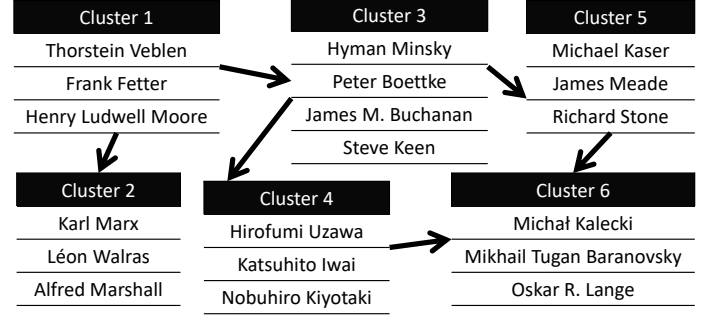 Cluster 1
Thorstein Veblen
Frank Fetter
Henry Ludwell Moore
Cluster 2
Karl Marx
Léon Walras
Alfred Marshall
Cluster 3
Hyman Minsky
Peter Boettke
James M. Buchanan
Steve Keen
Cluster 4
Hirofumi Uzawa
Katsuhito Iwai
Nobuhiro Kiyotaki
Cluster 5
Michael Kaser
James Meade
Richard Stone
Cluster 6
Michał Kalecki
Mikhail Tugan Baranovsky
Oskar R. Lange